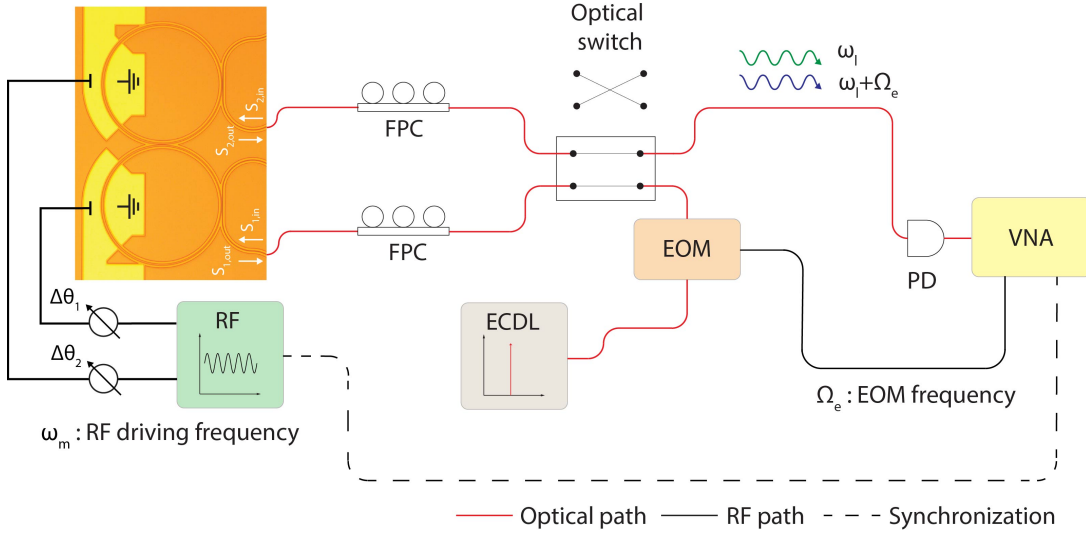 Optical
switch
ω_l
ω_l+Ω_e
S_2,in
S_2,out
FPC
S_1,in
S_1,out
FPC
EOM
PD
VNA
Δθ_1
RF
ECDL
Δθ_2
Ω_e : EOM frequency
ω_m : RF driving frequency
Optical path
RF path
Synchronization